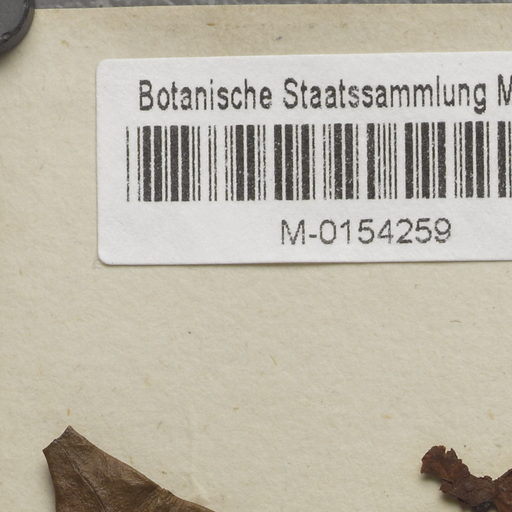 Botanische Staatssammlung M
M-0154259